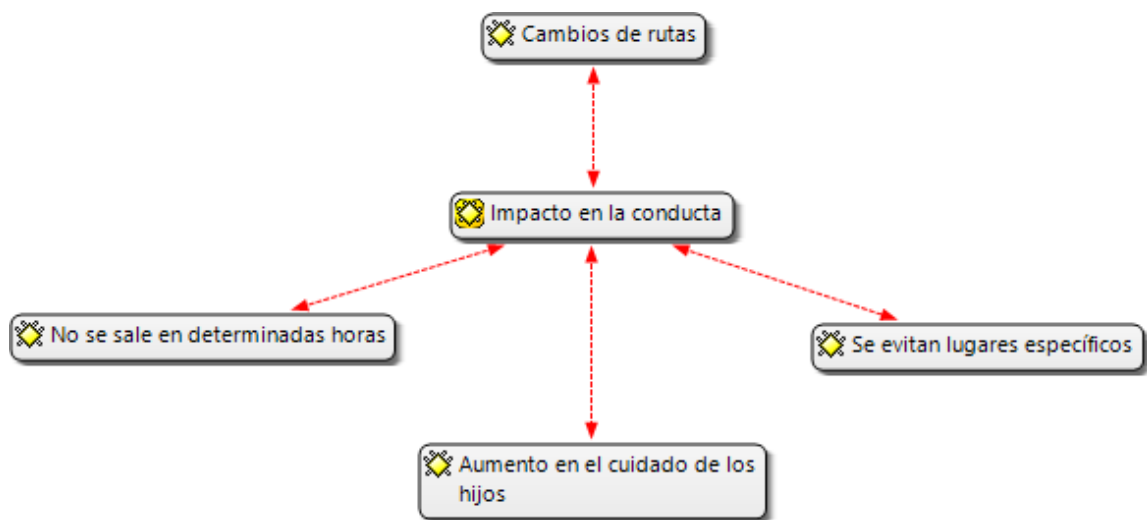 Cambios de rutas
Impacto en la conducta
No se sale en determinadas horas
Se evitan lugares específicos
Aumento en el cuidado de los
hijos